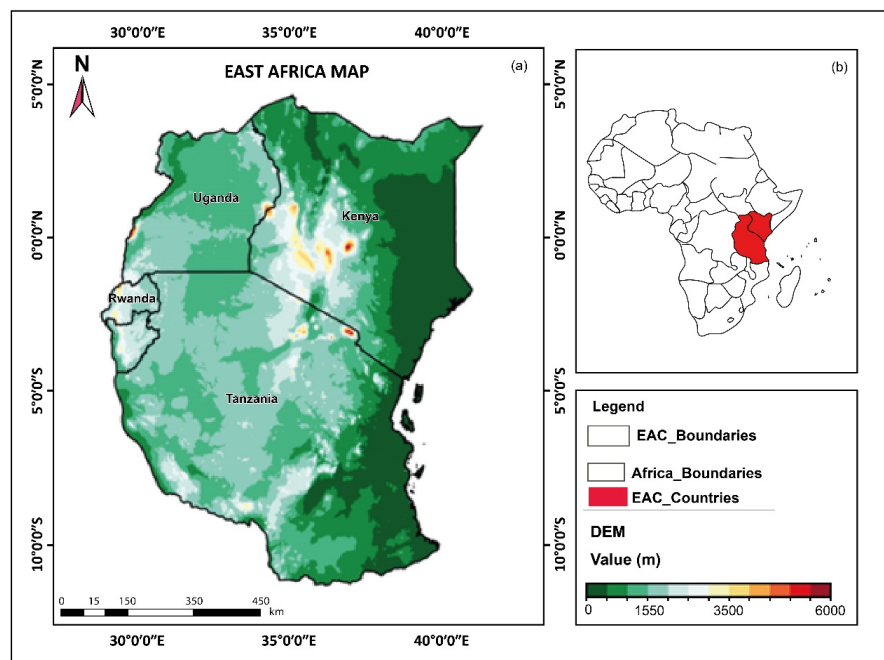 30°0'0"E 35°0'0"E 40°0'0"E
(a)
EAST AFRICA MAP
N
5°0'0"N
0°0'0"N
5°0'0"S
10°0'0"S
Uganda
Kenya
Rwanda
Tanzania
0 15 150 350 450
km
30°0'0"E 35°0'0"E 40°0'0"E
(b)
5°0'0"N
0°0'0"N
5°0'0"S
10°0'0"S
Legend
EAC_Boundaries
Africa_Boundaries
EAC_Countries
DEM
Value (m)
0 1550 3500 6000